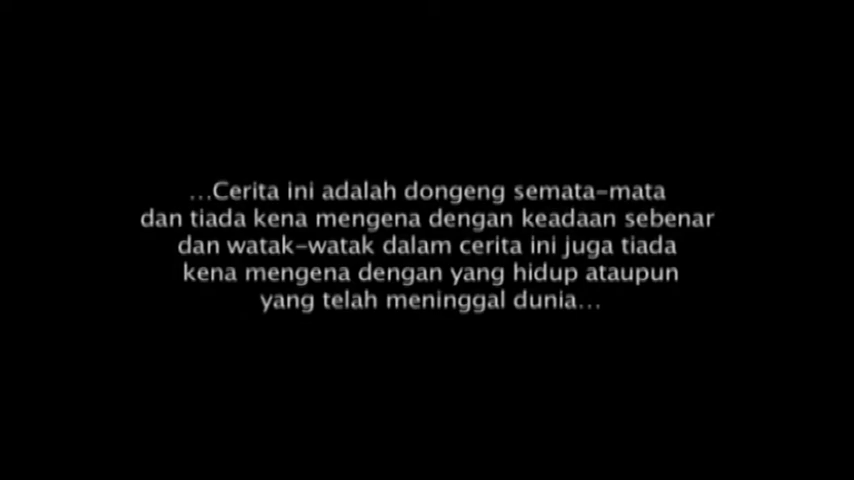 ...Cerita ini adalah dongeng semata-mata
dan tiada kena mengena dengan keadaan sebenar
dan watak-watak dalam cerita ini juga tiada
kena mengena dengan yang hidup ataupun
yang telah meninggal dunia...